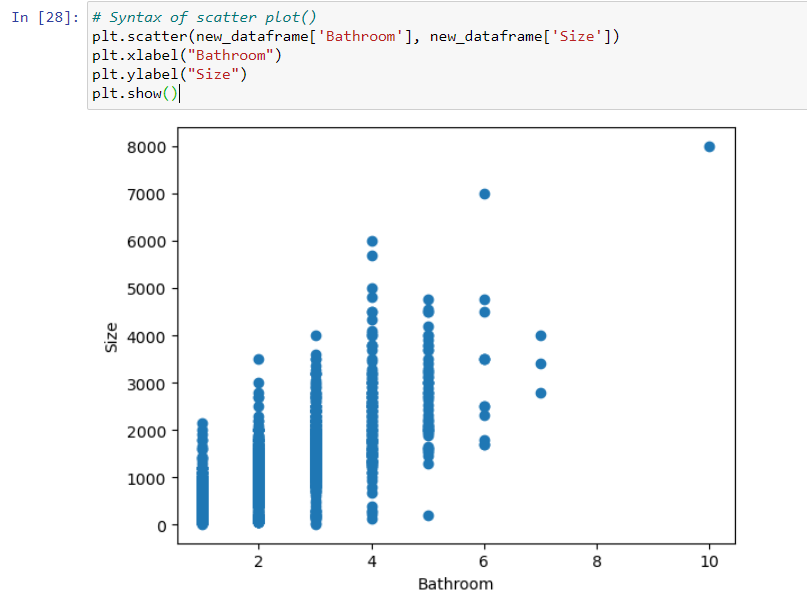 In [28]: # Syntax of scatter plot()
plt.scatter(new_dataframe['Bathroom'], new_dataframe['Size'])
plt.xlabel("Bathroom")
plt.ylabel("Size")
plt.show()
8000
7000
6000
5000
4000
3000
2000
1000
0
Size
2 4 6 8 10
Bathroom